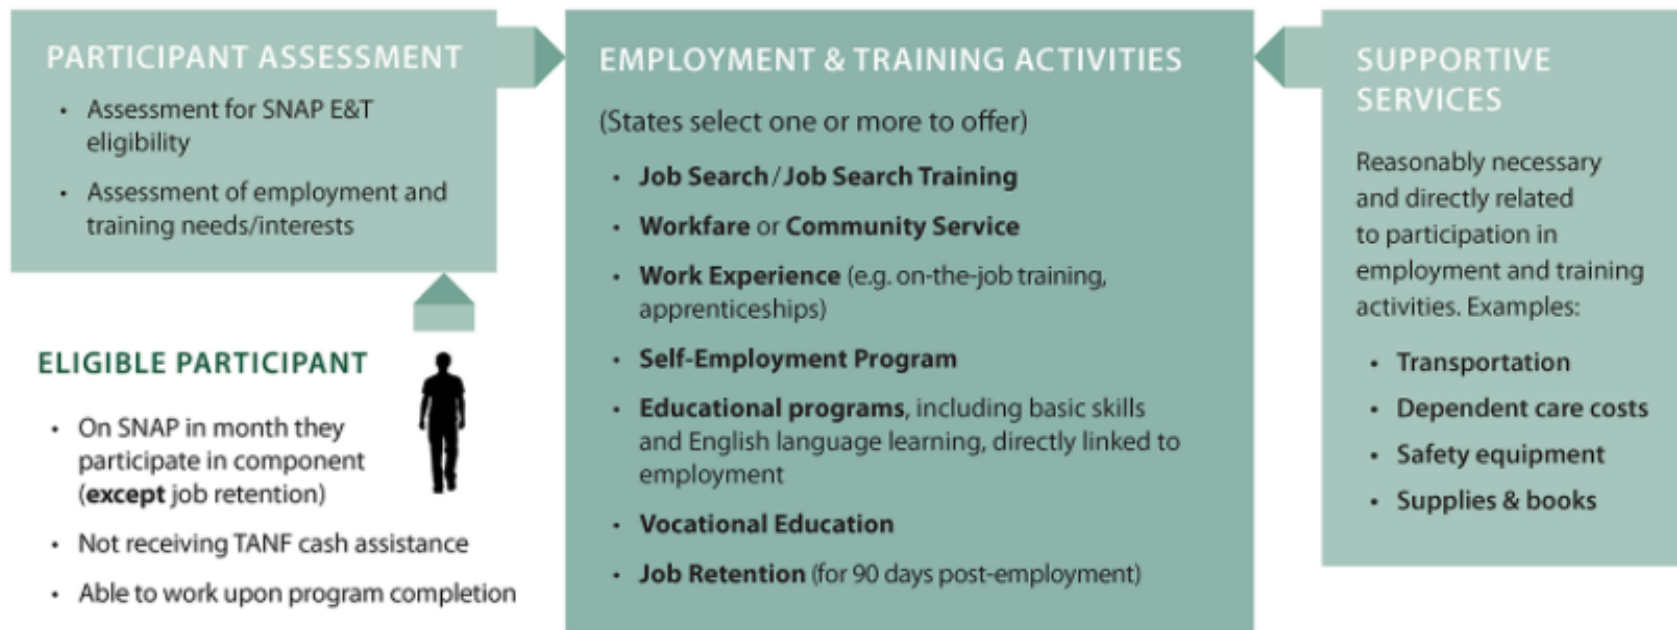 PARTICIPANT ASSESSMENT
• Assessment for SNAP E&T
eligibility
• Assessment of employment and
training needs/interests
ELIGIBLE PARTICIPANT
• On SNAP in month they
participate in component
(except job retention)
• Not receiving TANF cash assistance
• Able to work upon program completion
EMPLOYMENT & TRAINING ACTIVITIES
(States select one or more to offer)
• Job Search/Job Search Training
• Workfare or Community Service
• Work Experience (e.g. on-the-job training,
apprenticeships)
• Self-Employment Program
• Educational programs, including basic skills
and English language learning, directly linked to
employment
• Vocational Education
• Job Retention (for 90 days post-employment)
SUPPORTIVE
SERVICES
Reasonably necessary
and directly related
to participation in
employment and training
activities. Examples:
• Transportation
• Dependent care costs
• Safety equipment
• Supplies & books